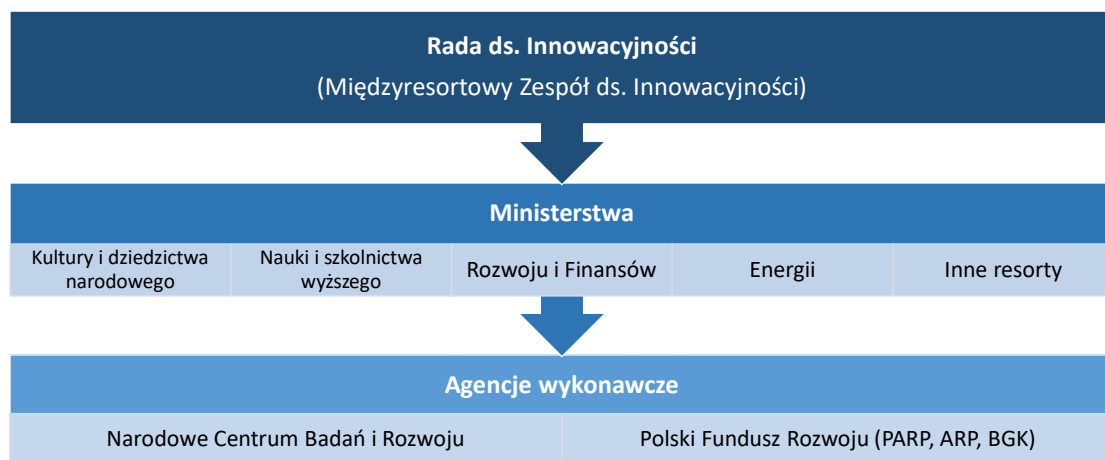 Rada ds. Innowacyjności
(Międzyresortowy Zespół ds. Innowacyjności)
Ministerstwa
Kultury i dziedzictwa
narodowego
Nauki i szkolnictwa
wyższego
Rozwoju i Finansów
Energii
Inne resorty
Agencje wykonawcze
Narodowe Centrum Badań i Rozwoju
Polski Fundusz Rozwoju (PARP, ARP, BGK)